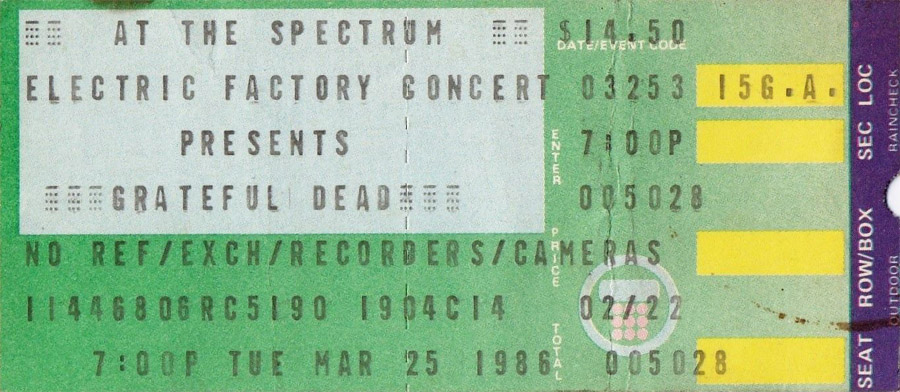 AT THE SPECTRUM $14.50
DATE/EVENT CODE
ELECTRIC FACTORY CONCERT 03253 15G.A.
PRESENTS 7:00P
ENTER
GRATEFUL DEAD 005028
NO REF/EXCH/RECORDERS/CAMERAS
PRICE
11446806RC5190 1904C14 02/22
TOTAL
7:00P TUE MAR 25 1986 005028
SEC LOC
ROW/BOX
SEAT
RAINCHECK
OUTDOOR